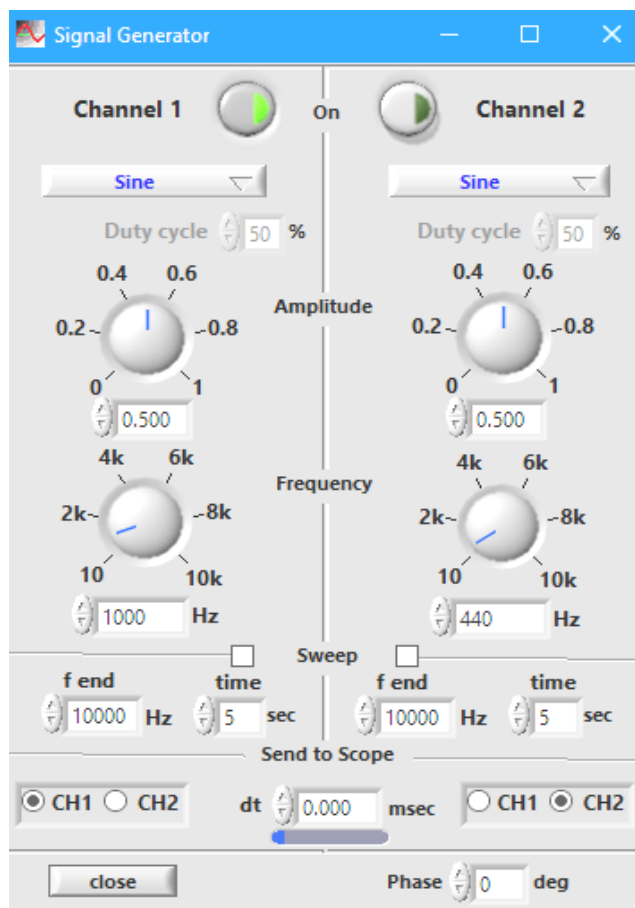 Signal Generator
Channel 1 On Channel 2
Sine Sine
Duty cycle 50 % Duty cycle 50 %
0.4 0.6 0.4 0.6
Amplitude
0.2 0.8 0.2 0.8
0 1 0 1
0.500 0.500
4k 6k 4k 6k
Frequency
2k 8k 2k 8k
10 10k 10 10k
1000 Hz 440 Hz
Sweep
f end time f end time
10000 Hz 5 sec 10000 Hz 5 sec
Send to Scope
CH1 CH2 dt 0.000 msec CH1 CH2
close Phase 0 deg